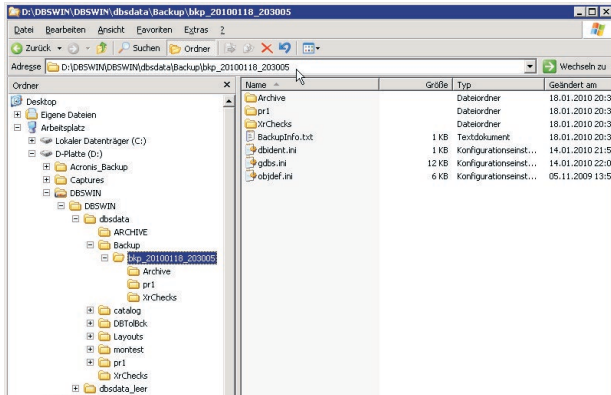 D:\DBSWIN\DBSWIN\dbsdata\Backup\bkp_20100118_203005
Datei Bearbeiten Ansicht Favoriten Extras ?
Zurück Suchen Ordner
Adresse D:\DBSWIN\DBSWIN\dbsdata\Backup\bkp_20100118_203005 Wechseln zu
Ordner x Name Größe Typ Geändert am
Desktop
Eigene Dateien
Arbeitsplatz
Lokaler Datenträger (C:)
D-Platte (D:)
Acronis_Backup
Captures
DBSWIN
DBSWIN
dbsdata
ARCHIVE
Backup
bkp_20100118_203005
Archive
pr1
XrChecks
catalog
DBToBck
Layouts
montest
pr1
XrChecks
dbsdata_leer
Archive Dateiordner 18.01.2010 20:3
pr1 Dateiordner 18.01.2010 20:3
XrChecks Dateiordner 18.01.2010 20:3
BackupInfo.txt 1 KB Textdokument 18.01.2010 20:3
dbident.ini 1 KB Konfigurationseinst... 14.01.2010 21:5
gdbs.ini 12 KB Konfigurationseinst... 14.01.2010 22:0
objdef.ini 6 KB Konfigurationseinst... 05.11.2009 13:5